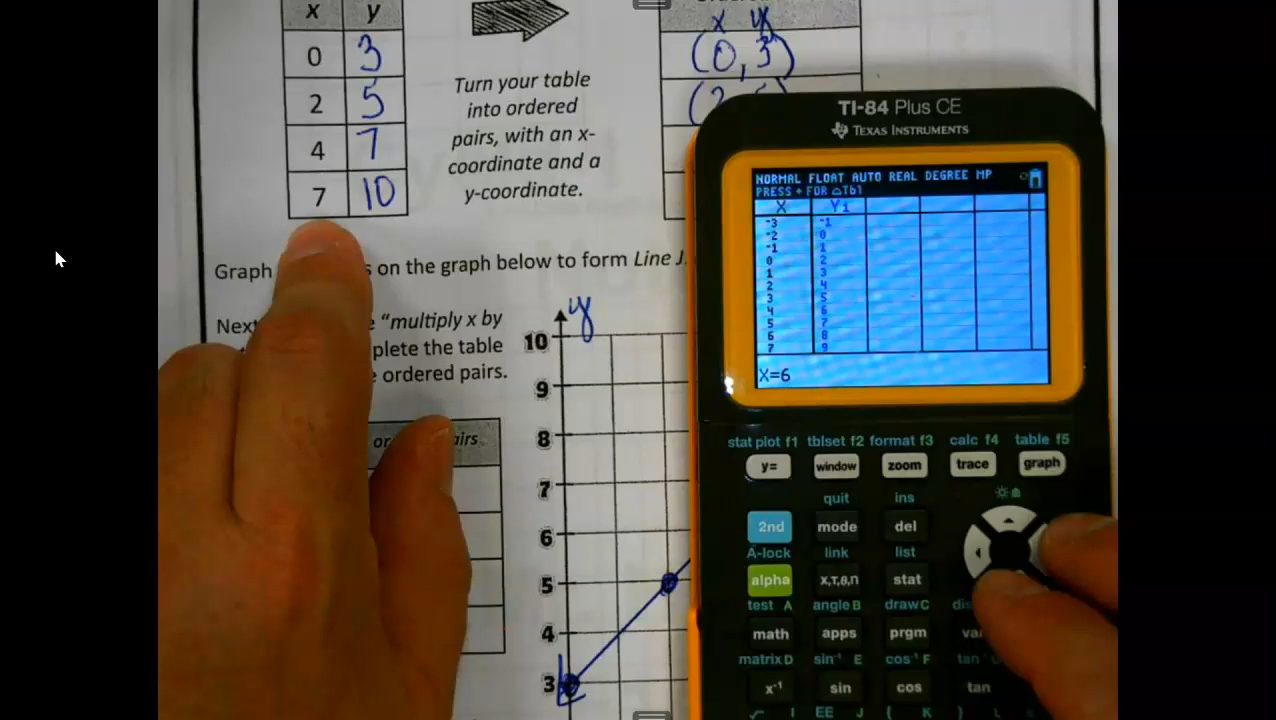 x y
x y
0 3
(0, 3)
2 5
(2, 5)
4 7
7 10
Turn your table
into ordered
pairs, with an x-
coordinate and a
y-coordinate.
Graph on the graph below to form Line J.
"multiply x by
plete the table
ordered pairs.
y
10
9
8
7
6
5
4
3
TI-84 Plus CE
TEXAS INSTRUMENTS
NORMAL FLOAT AUTO REAL DEGREE MP
PRESS + FOR △Tbl
X Y1
-3 -1
-2 0
-1 1
0 2
1 3
2 4
3 5
4 6
5 7
6 8
7 9
X=6
stat plot f1 tblset f2 format f3 calc f4 table f5
y= window zoom trace graph
quit ins
2nd mode del
A-lock link list
alpha X,T,θ,n stat
test A angle B draw C
math apps prgm
matrix D sin⁻¹ E cos⁻¹ F tan⁻¹
x⁻¹ sin cos tan
√ I EE J { K } L